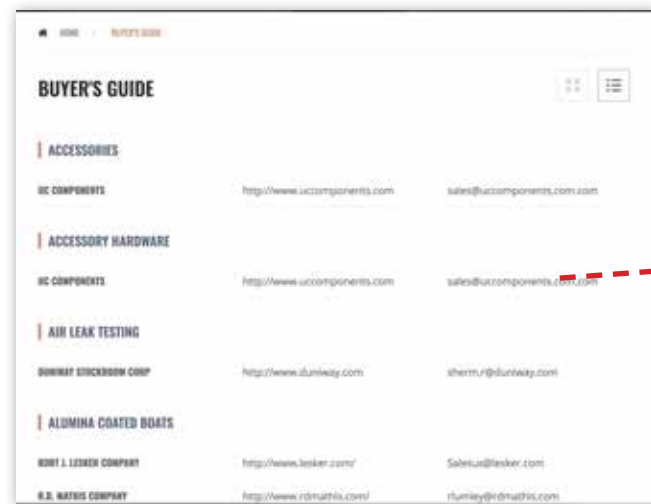 HOME / BUYER'S GUIDE
BUYER'S GUIDE
ACCESSORIES
UC COMPONENTS http://www.uccomponents.com sales@uccomponents.com.com
ACCESSORY HARDWARE
UC COMPONENTS http://www.uccomponents.com sales@uccomponents.com.com
AIR LEAK TESTING
DUNIWAY STOCKROOM CORP http://www.duniway.com sherm.r@duniway.com
ALUMINA COATED BOATS
KURT J. LESKER COMPANY http://www.lesker.com/ Salesus@lesker.com
R.D. MATHIS COMPANY http://www.rdmathis.com/ rlumley@rdmathis.com